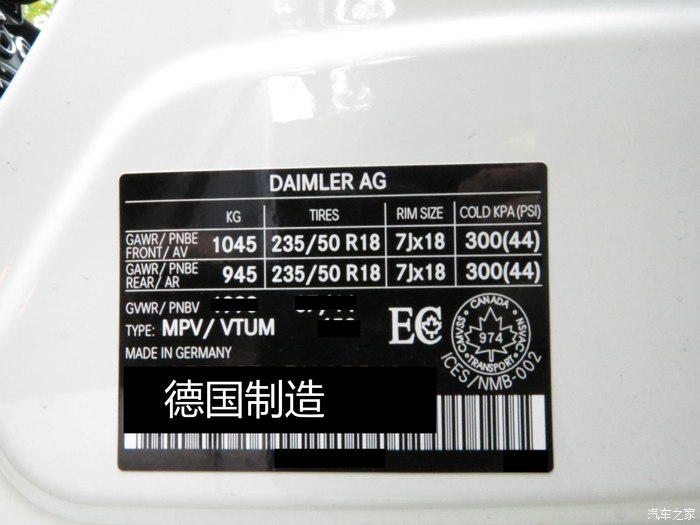 DAIMLER AG
KG TIRES RIM SIZE COLD KPA (PSI)
GAWR/ PNBE FRONT/ AV 1045 235/50 R18 7Jx18 300(44)
GAWR/ PNBE REAR/ AR 945 235/50 R18 7Jx18 300(44)
GVWR/ PNBV
TYPE: MPV/ VTUM
MADE IN GERMANY
EC
CANADA
CMVSS 974 NSVAC
TRANSPORT
ICES/NMB-002
德国制造
汽车之家